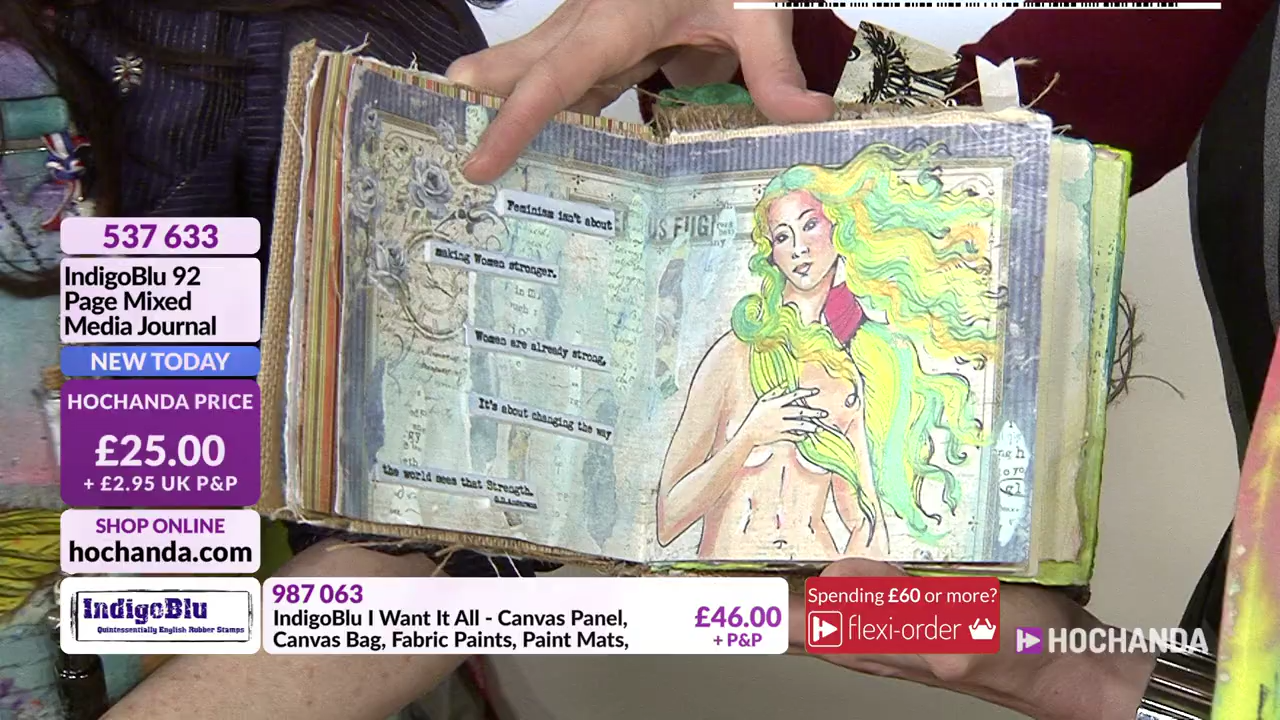 Feminism isn't about
making Women stronger.
Women are already strong,
It's about changing the way
the world sees that Strength.
G.D.Anderson
537 633
IndigoBlu 92
Page Mixed
Media Journal
NEW TODAY
HOCHANDA PRICE
£25.00
+ £2.95 UK P&P
SHOP ONLINE
hochanda.com
IndigoBlu
Quintessentially English Rubber Stamps
987 063
IndigoBlu I Want It All - Canvas Panel,
Canvas Bag, Fabric Paints, Paint Mats,
£46.00
+ P&P
Spending £60 or more?
flexi-order
HOCHANDA